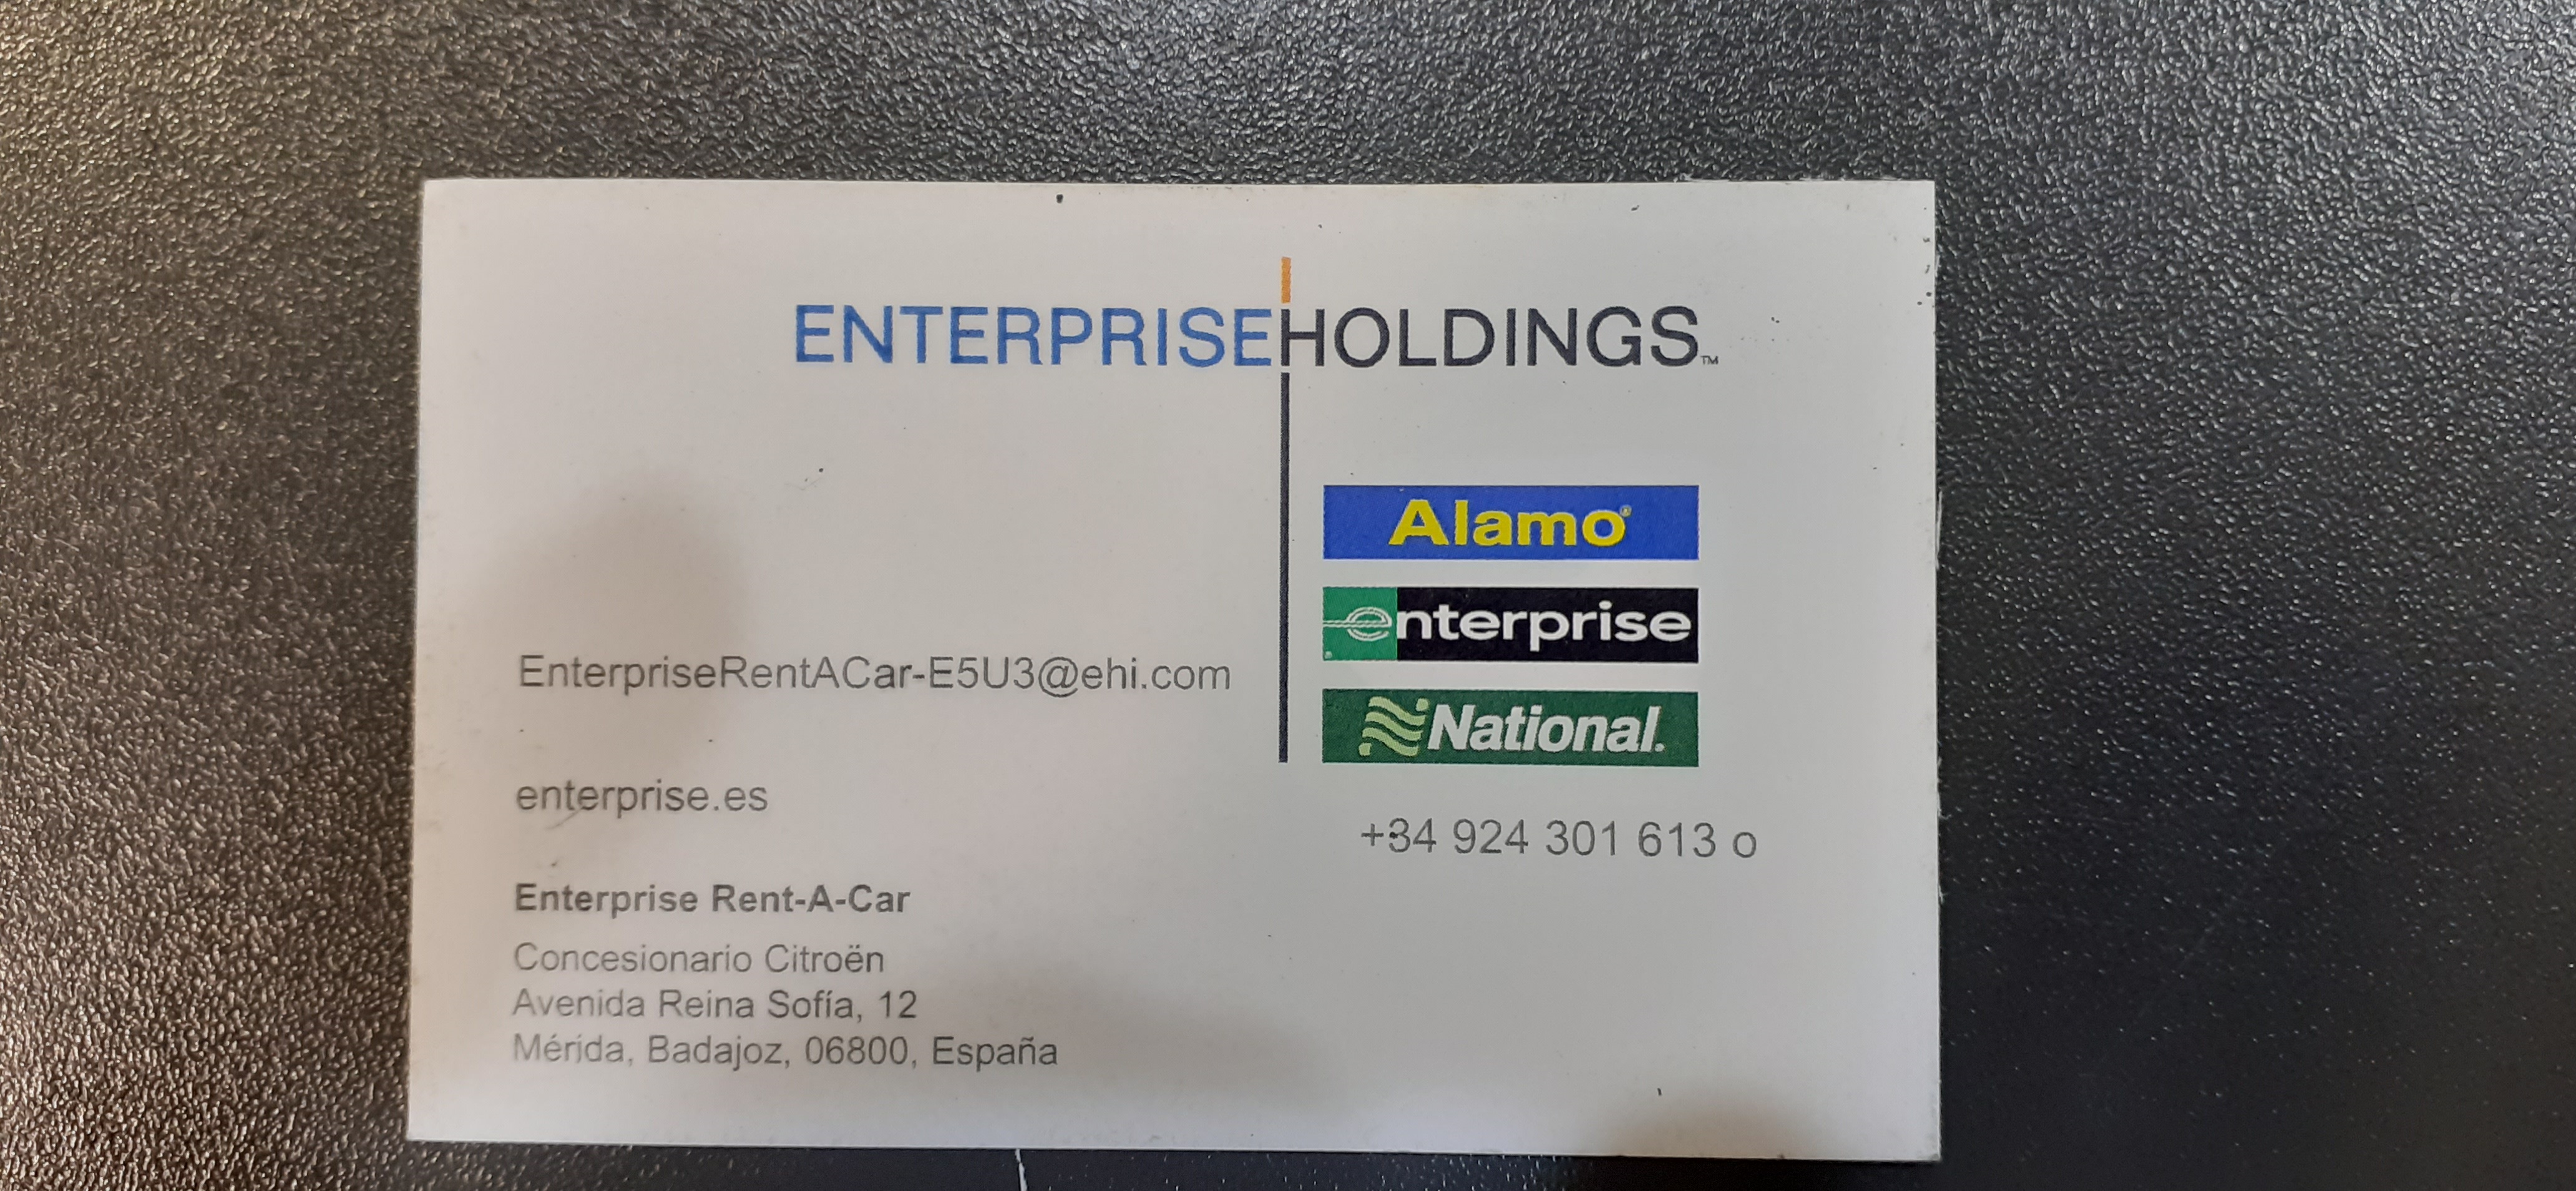 ENTERPRISEHOLDINGS™
Alamo®
enterprise
National.
EnterpriseRentACar-E5U3@ehi.com
enterprise.es
+34 924 301 613 o
Enterprise Rent-A-Car
Concesionario Citroën
Avenida Reina Sofía, 12
Mérida, Badajoz, 06800, España